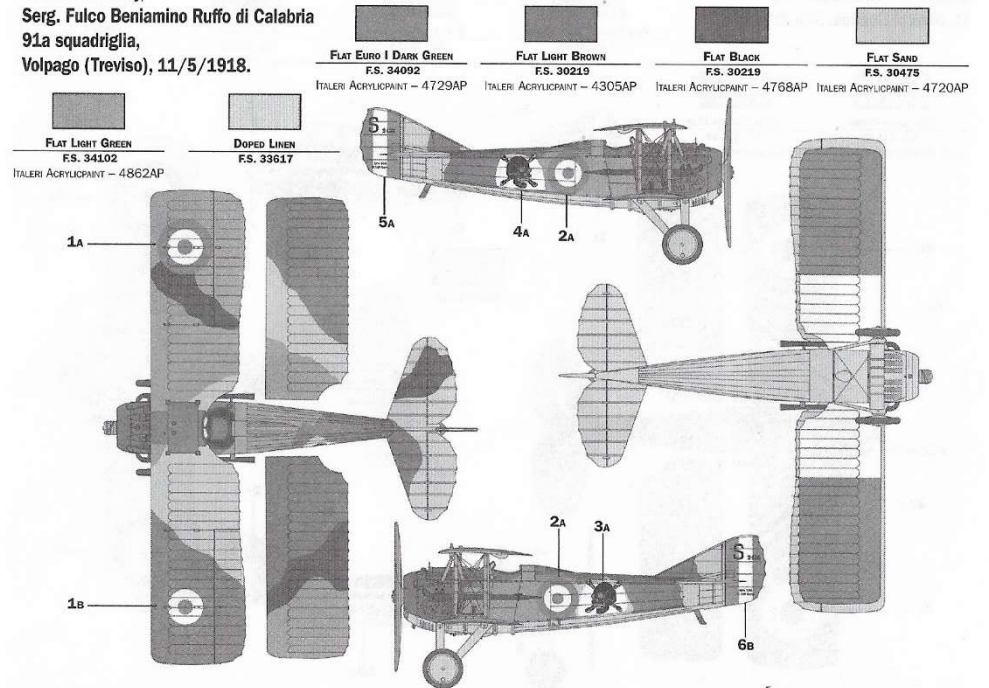 Serg. Fulco Beniamino Ruffo di Calabria
91a squadriglia,
Volpago (Treviso), 11/5/1918.
FLAT EURO I DARK GREEN
F.S. 34092
ITALERI ACRYLICPAINT – 4729AP
FLAT LIGHT BROWN
F.S. 30219
ITALERI ACRYLICPAINT – 4305AP
FLAT BLACK
F.S. 30219
ITALERI ACRYLICPAINT – 4768AP
FLAT SAND
F.S. 30475
ITALERI ACRYLICPAINT – 4720AP
FLAT LIGHT GREEN
F.S. 34102
ITALERI ACRYLICPAINT – 4862AP
DOPED LINEN
F.S. 33617
S
5A
4A
2A
1A
2A
3A
S
1B
6B